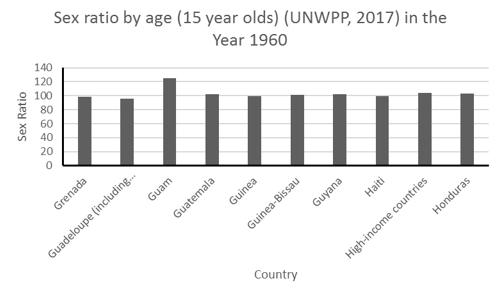 Sex ratio by age (15 year olds) (UNWPP, 2017) in the
Year 1960
Sex Ratio
140
120
100
80
60
40
20
0
Grenada
Guadeloupe (including...
Guam
Guatemala
Guinea
Guinea-Bissau
Guyana
Haiti
High-income countries
Honduras
Country